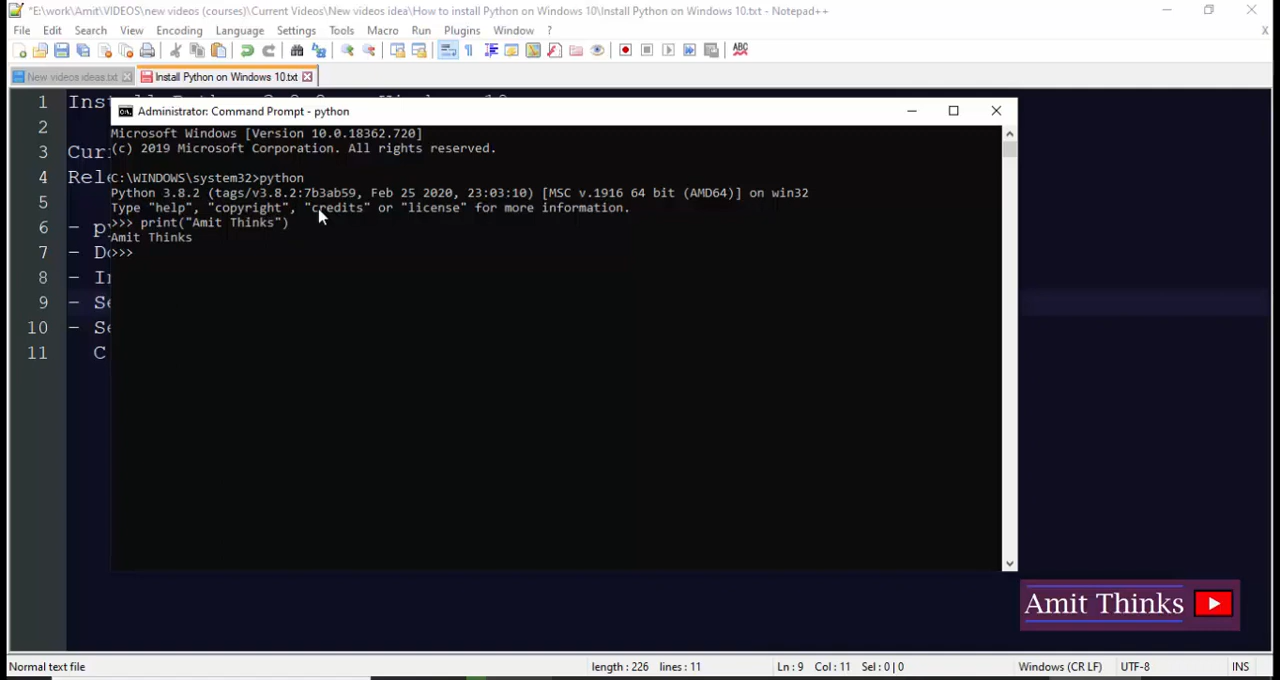 *E:\work\Amit\VIDEOS\new videos (courses)\Current Videos\New videos idea\How to install Python on Windows 10\Install Python on Windows 10.txt - Notepad++
File Edit Search View Encoding Language Settings Tools Macro Run Plugins Window ? X
New videos ideas.txt Install Python on Windows 10.txt
1
2
3
4
5
6
7
8
9
10
11 C
Administrator: Command Prompt - python
Microsoft Windows [Version 10.0.18362.720]
(c) 2019 Microsoft Corporation. All rights reserved.
C:\WINDOWS\system32>python
Python 3.8.2 (tags/v3.8.2:7b3ab59, Feb 25 2020, 23:03:10) [MSC v.1916 64 bit (AMD64)] on win32
Type "help", "copyright", "credits" or "license" for more information.
>>> print("Amit Thinks")
Amit Thinks
>>>
Amit Thinks
Normal text file length : 226 lines : 11 Ln : 9 Col : 11 Sel : 0 | 0 Windows (CR LF) UTF-8 INS